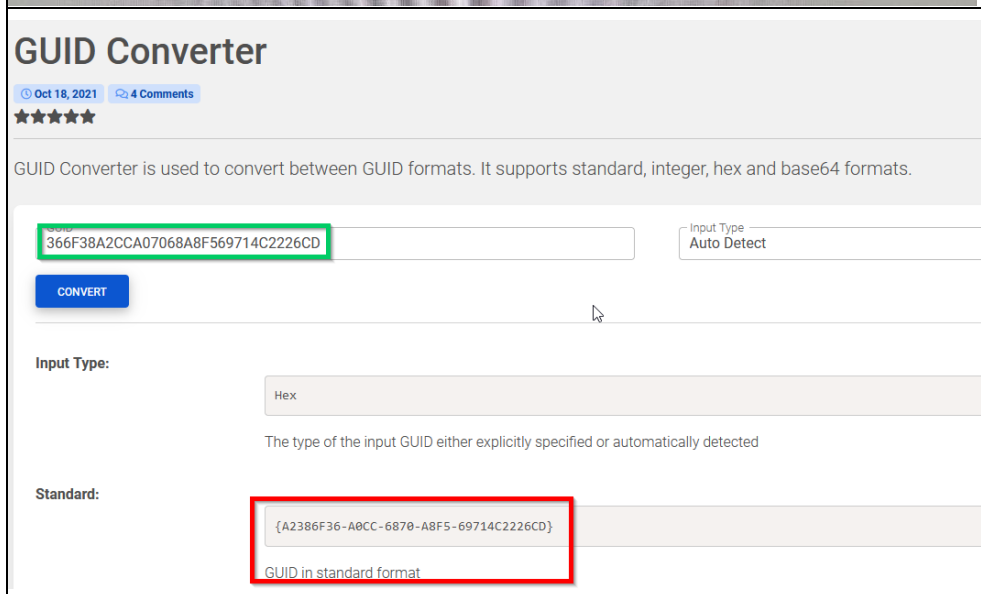 GUID Converter
Oct 18, 2021 4 Comments
GUID Converter is used to convert between GUID formats. It supports standard, integer, hex and base64 formats.
GUID
Input Type
366F38A2CCA07068A8F569714C2226CD
Auto Detect
CONVERT
Input Type:
Hex
The type of the input GUID either explicitly specified or automatically detected
Standard:
{A2386F36-A0CC-6870-A8F5-69714C2226CD}
GUID in standard format